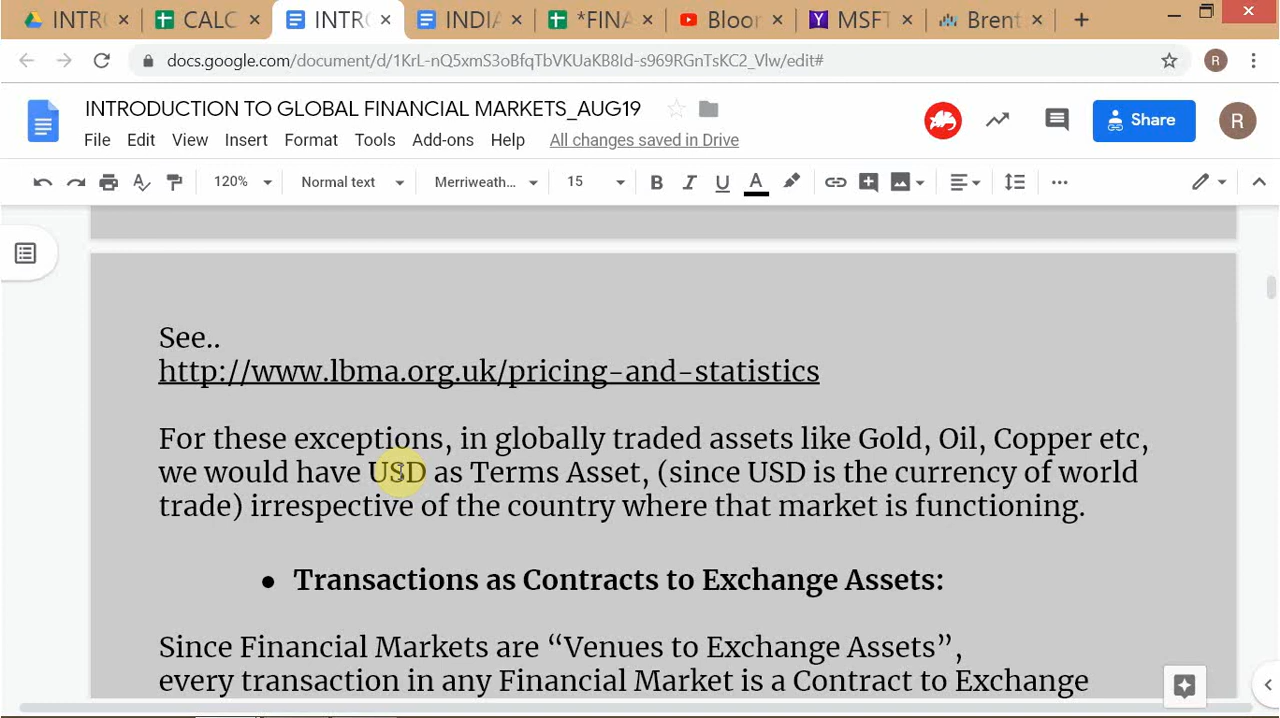 INTR
CALC
INTR
INDIA
*FINA
Bloor
MSFT
Brent
docs.google.com/document/d/1KrL-nQ5xmS3oBfqTbVKUaKB8Id-s969RGnTsKC2_Vlw/edit#
R
INTRODUCTION TO GLOBAL FINANCIAL MARKETS_AUG19
Share
R
File Edit View Insert Format Tools Add-ons Help All changes saved in Drive
120% Normal text Merriweath... 15 B I U A
See..
http://www.lbma.org.uk/pricing-and-statistics
For these exceptions, in globally traded assets like Gold, Oil, Copper etc,
we would have USD as Terms Asset, (since USD is the currency of world
trade) irrespective of the country where that market is functioning.
● Transactions as Contracts to Exchange Assets:
Since Financial Markets are “Venues to Exchange Assets”,
every transaction in any Financial Market is a Contract to Exchange